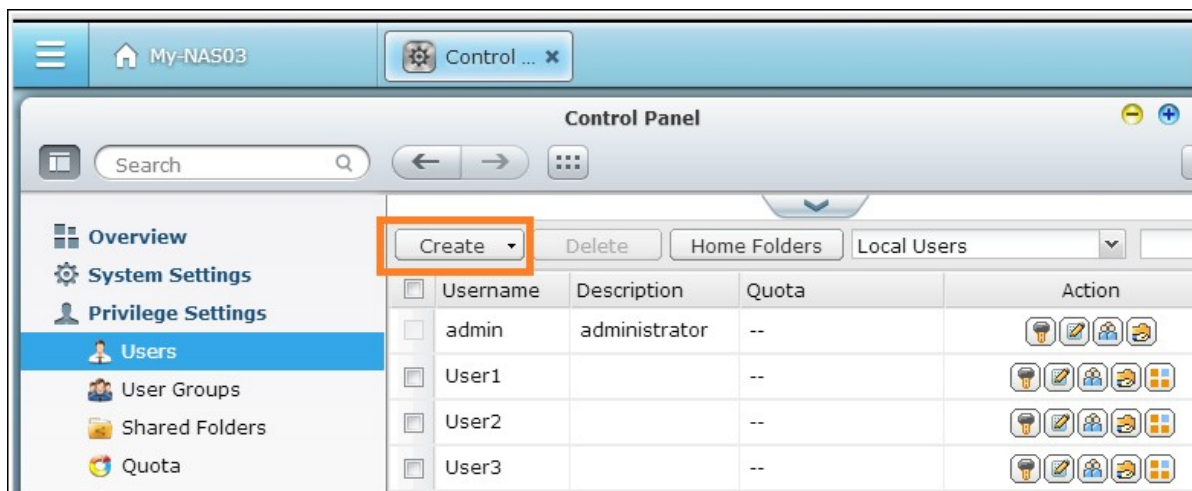 My-NAS03 Control ...
Control Panel
Search
Overview
System Settings
Privilege Settings
Users
User Groups
Shared Folders
Quota
Create Delete Home Folders Local Users
Username Description Quota Action
admin administrator --
User1 --
User2 --
User3 --